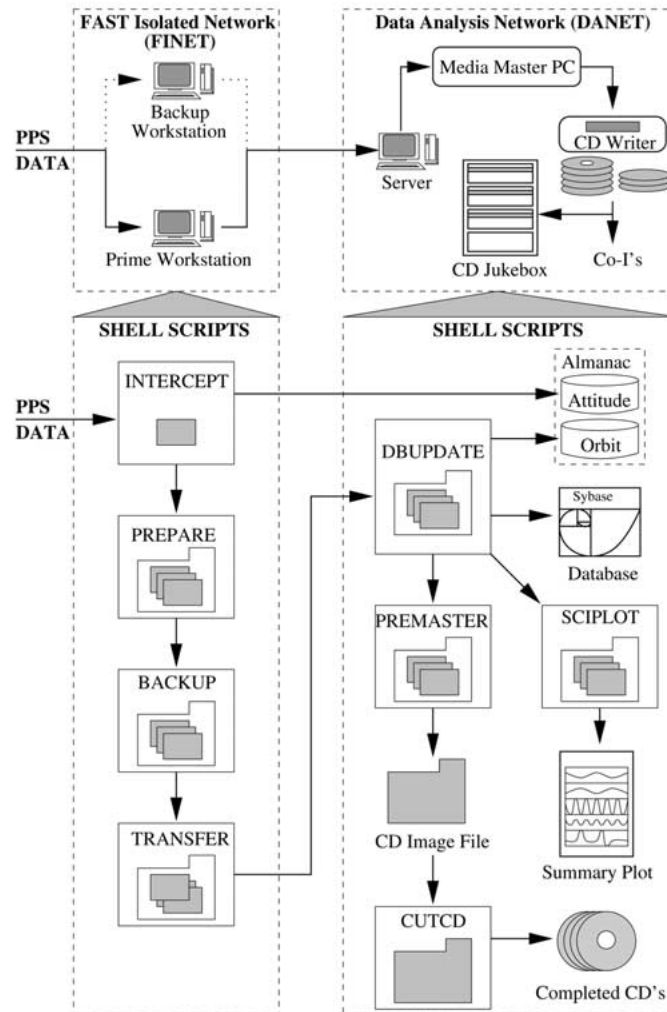 FAST Isolated Network
(FINET)
Data Analysis Network (DANET)
Backup
Workstation
PPS
DATA
Prime Workstation
Media Master PC
Server
CD Writer
CD Jukebox
Co-I's
SHELL SCRIPTS
INTERCEPT
PPS
DATA
PREPARE
BACKUP
TRANSFER
SHELL SCRIPTS
Almanac
Attitude
Orbit
DBUPDATE
Sybase
Database
PREMASTER
SCIPLOT
CD Image File
Summary Plot
CUTCD
Completed CD's